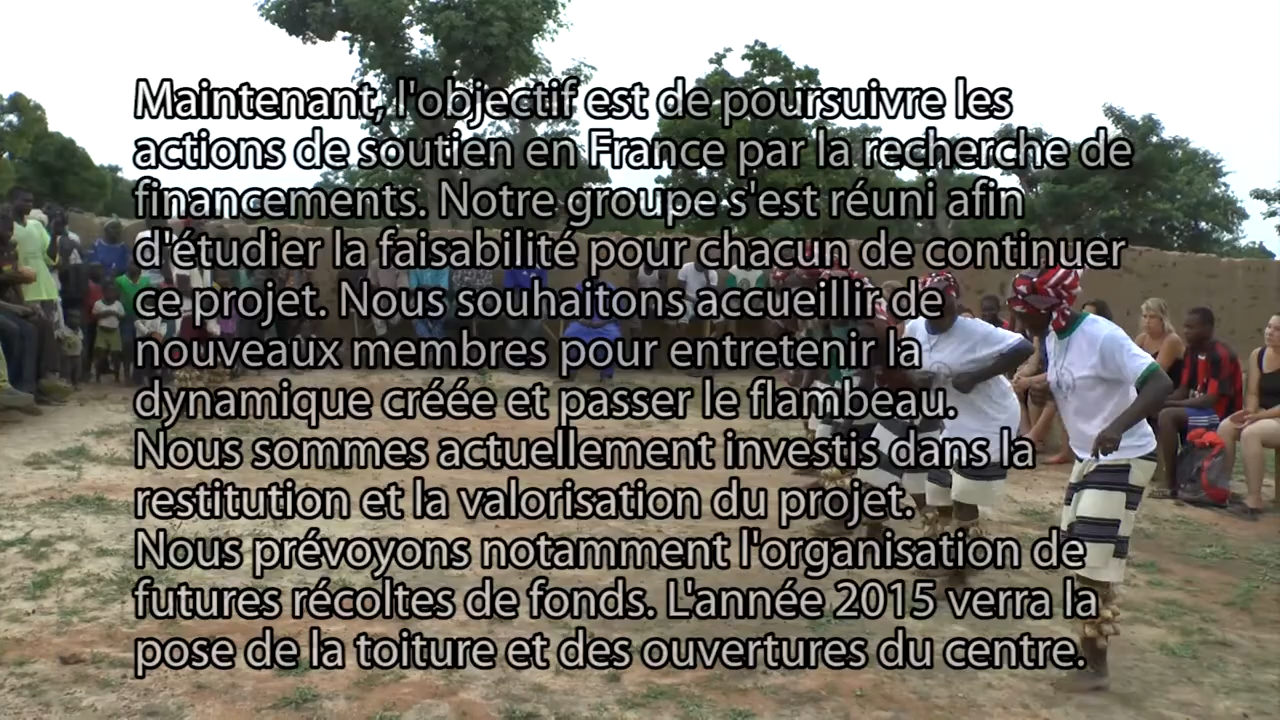 Maintenant, l'objectif est de poursuivre les
actions de soutien en France par la recherche de
financements. Notre groupe s'est réuni afin
d'étudier la faisabilité pour chacun de continuer
ce projet. Nous souhaitons accueillir de
nouveaux membres pour entretenir la
dynamique créée et passer le flambeau.
Nous sommes actuellement investis dans la
restitution et la valorisation du projet.
Nous prévoyons notamment l'organisation de
futures récoltes de fonds. L'année 2015 verra la
pose de la toiture et des ouvertures du centre.